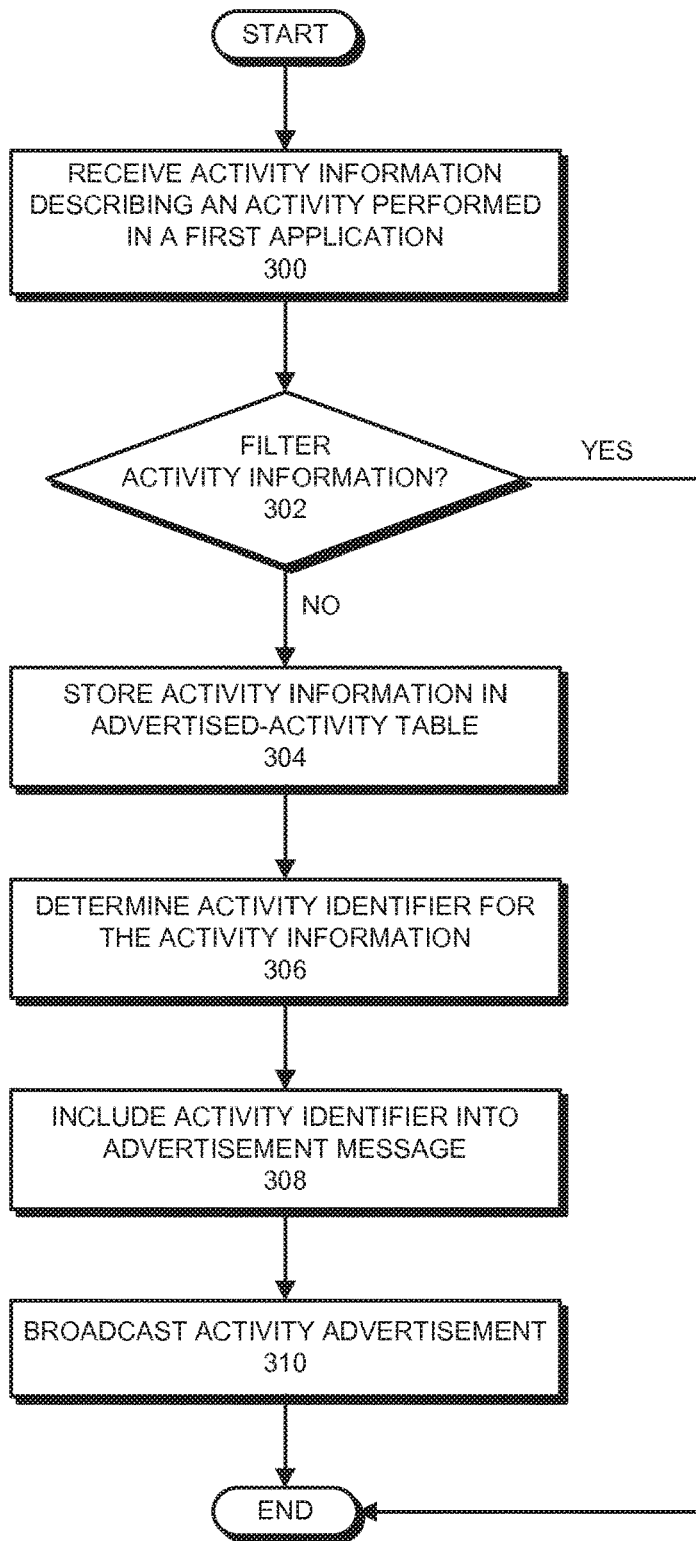 START
RECEIVE ACTIVITY INFORMATION
DESCRIBING AN ACTIVITY PERFORMED
IN A FIRST APPLICATION
300
FILTER
ACTIVITY INFORMATION?
302
YES
NO
STORE ACTIVITY INFORMATION IN
ADVERTISED-ACTIVITY TABLE
304
DETERMINE ACTIVITY IDENTIFIER FOR
THE ACTIVITY INFORMATION
306
INCLUDE ACTIVITY IDENTIFIER INTO
ADVERTISEMENT MESSAGE
308
BROADCAST ACTIVITY ADVERTISEMENT
310
END